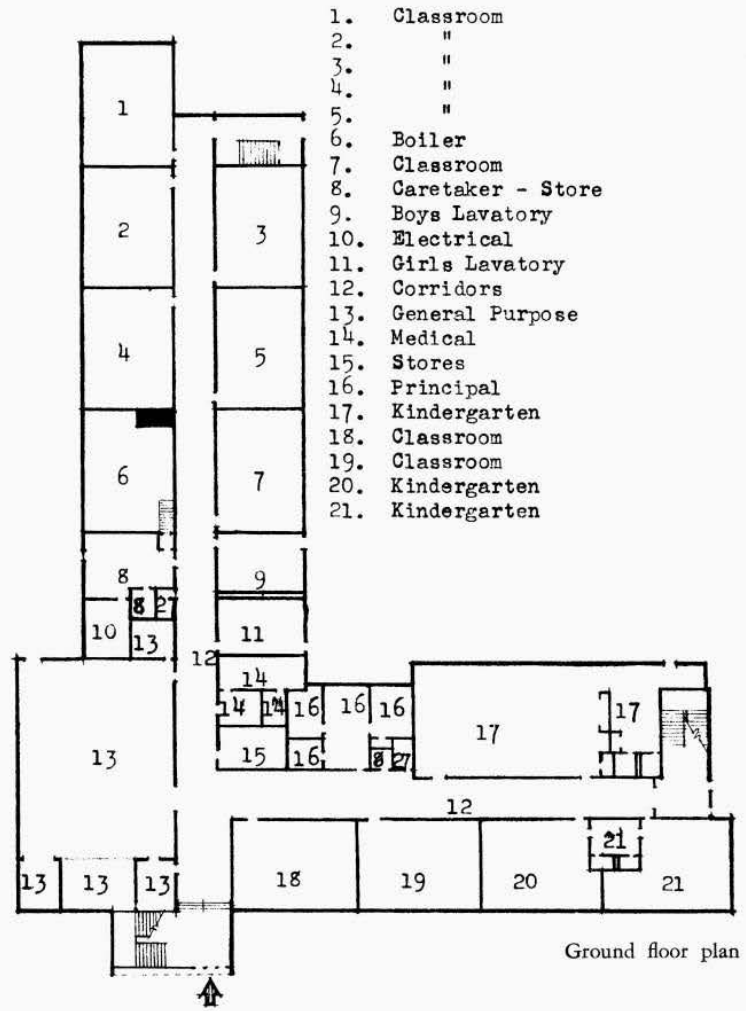 1. Classroom
2. "
3. "
4. "
5. "
6. Boiler
7. Classroom
8. Caretaker - Store
9. Boys Lavatory
10. Electrical
11. Girls Lavatory
12. Corridors
13. General Purpose
14. Medical
15. Stores
16. Principal
17. Kindergarten
18. Classroom
19. Classroom
20. Kindergarten
21. Kindergarten
1
2 3
4 5
6 7
8 9
8 27
10 13 11
12 14
14 14 16 16 16
13 15 16 8 27 17 17
12
21
13 13 13 18 19 20 21
Ground floor plan